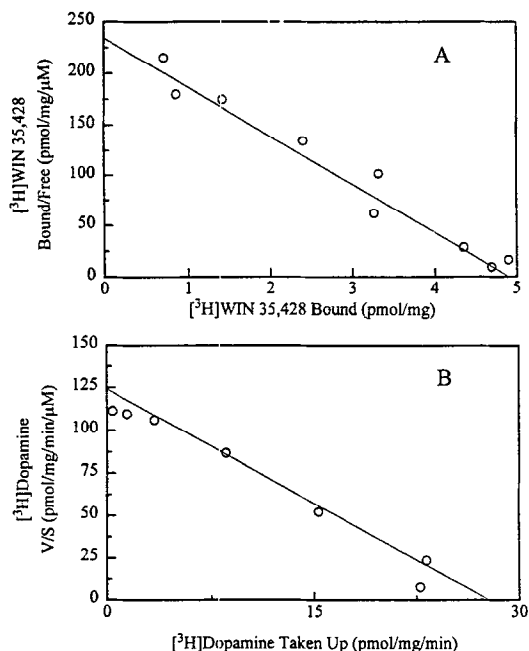 A
250
200
150
100
50
0
0 1 2 3 4 5
[³H]WIN 35,428
Bound/Free (pmol/mg/μM)
[³H]WIN 35,428 Bound (pmol/mg)
B
150
125
100
75
50
25
0
0 15 30
[³H]Dopamine
V/S (pmol/mg/min/μM)
[³H]Dopamine Taken Up (pmol/mg/min)